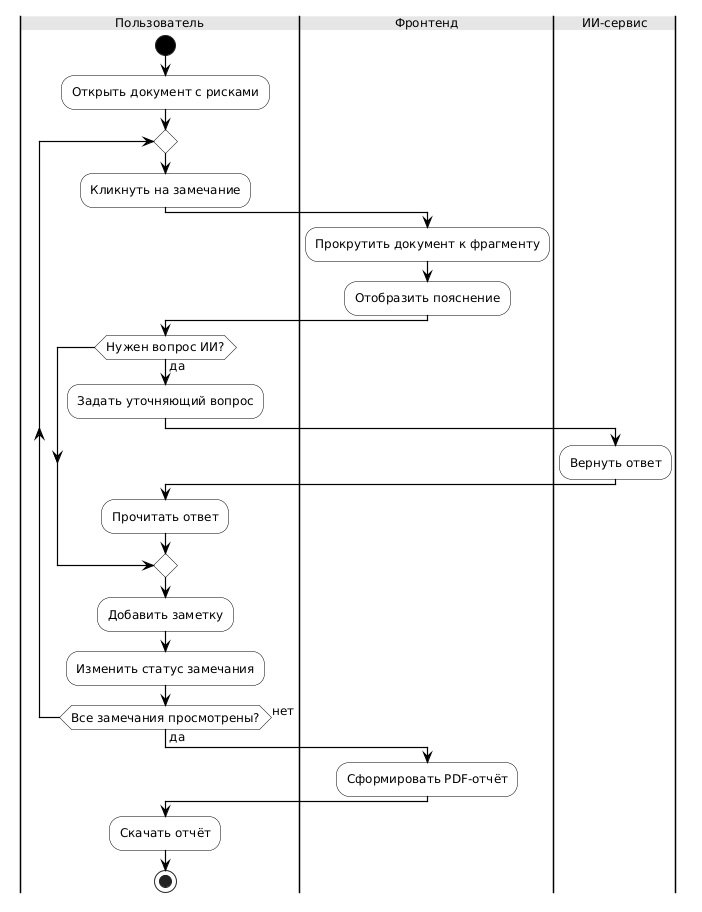 Пользователь
Фронтенд
ИИ-сервис
Открыть документ с рисками
Кликнуть на замечание
Прокрутить документ к фрагменту
Отобразить пояснение
Нужен вопрос ИИ?
да
Задать уточняющий вопрос
Вернуть ответ
Прочитать ответ
Добавить заметку
Изменить статус замечания
Все замечания просмотрены?
нет
да
Сформировать PDF-отчёт
Скачать отчёт